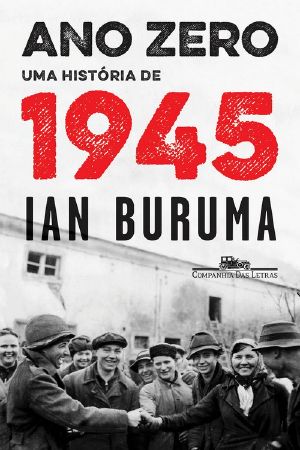 ANO ZERO
UMA HISTÓRIA DE
1945
IAN BURUMA
COMPANHIA DAS LETRAS